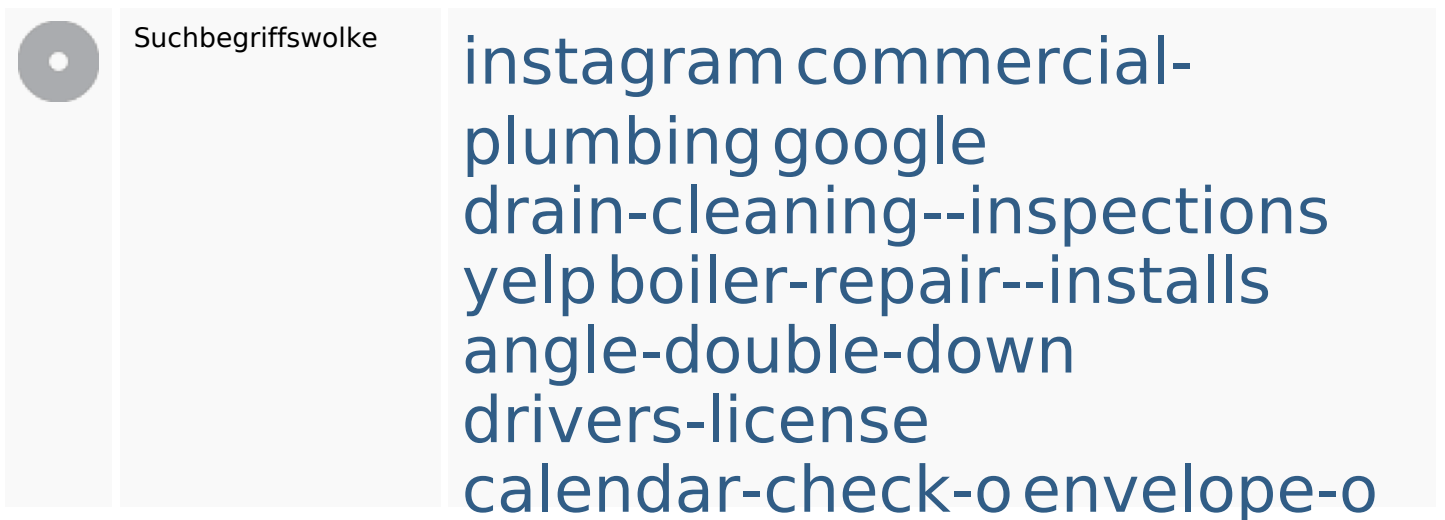 Suchbegriffswolke
instagram commercial-
plumbing google
drain-cleaning--inspections
yelp boiler-repair--installs
angle-double-down
drivers-license
calendar-check-o envelope-o